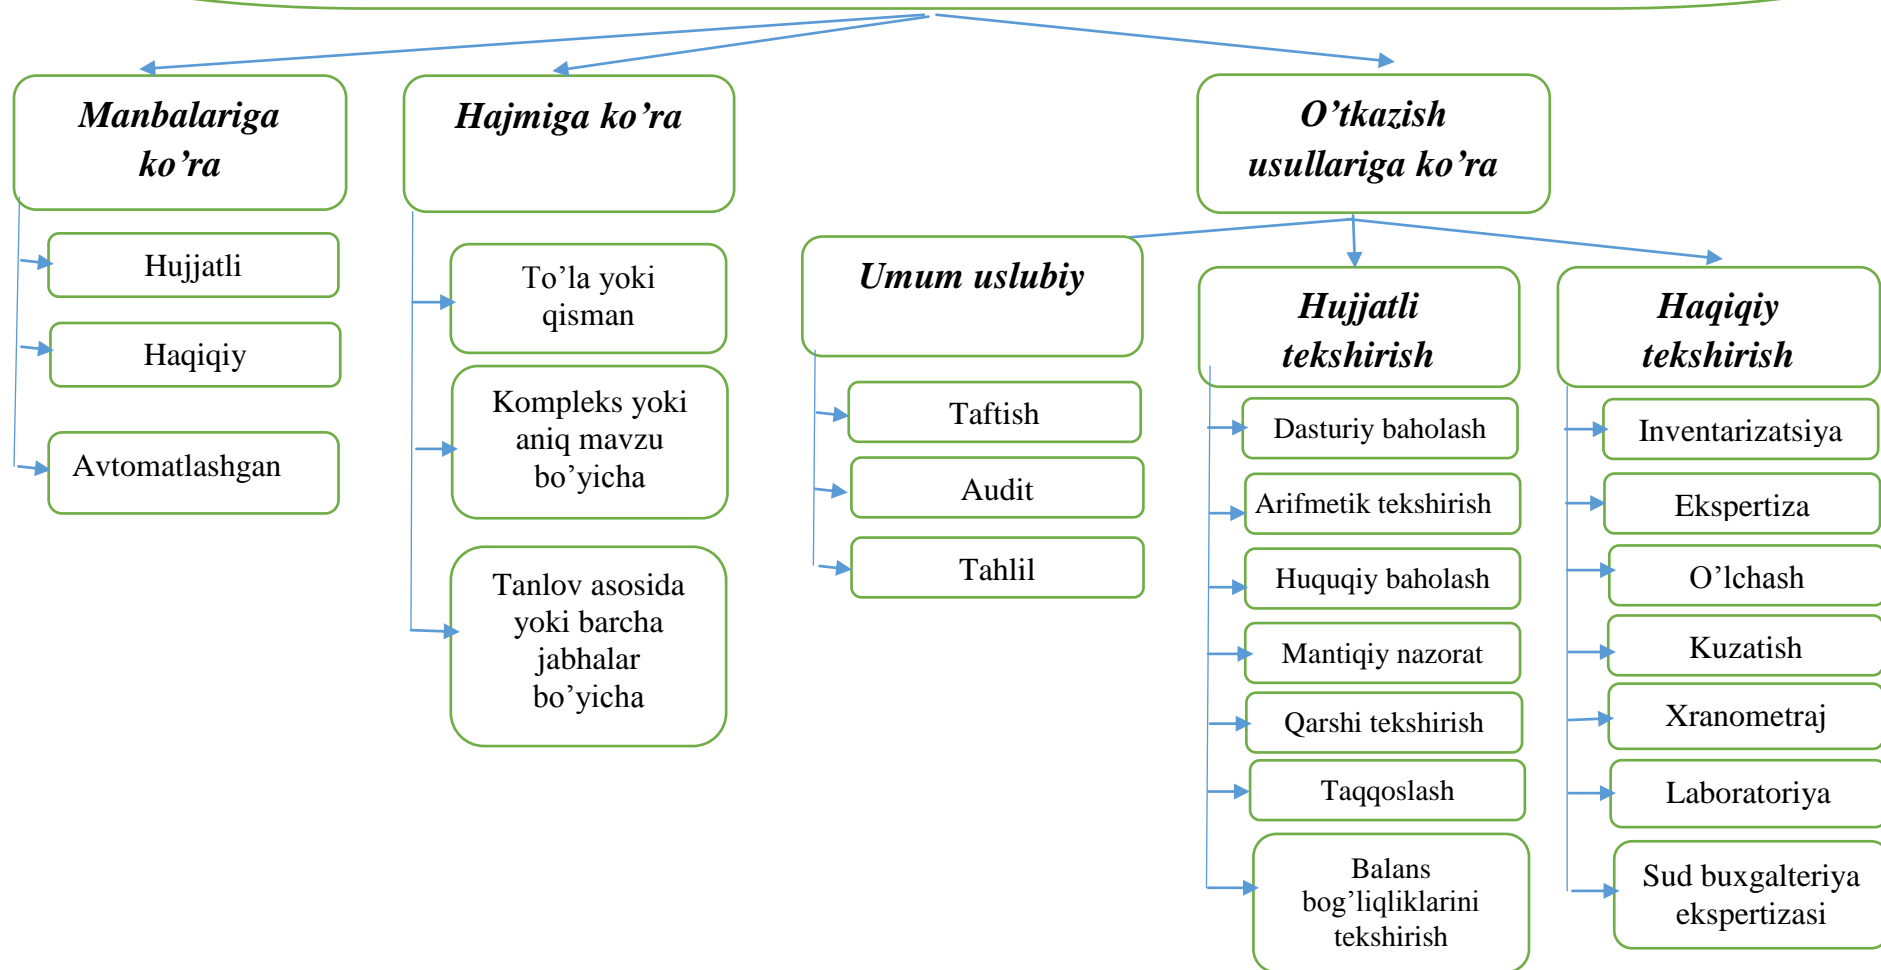 Manbalariga
ko’ra
Hujjatli
Haqiqiy
Avtomatlashgan
Hajmiga ko’ra
To’la yoki
qisman
Kompleks yoki
aniq mavzu
bo’yicha
Tanlov asosida
yoki barcha
jabhalar
bo’yicha
O’tkazish
usullariga ko’ra
Umum uslubiy
Taftish
Audit
Tahlil
Hujjatli
tekshirish
Dasturiy baholash
Arifmetik tekshirish
Huquqiy baholash
Mantiqiy nazorat
Qarshi tekshirish
Taqqoslash
Balans
bog’liqliklarini
tekshirish
Haqiqiy
tekshirish
Inventarizatsiya
Ekspertiza
O’lchash
Kuzatish
Xranometraj
Laboratoriya
Sud buxgalteriya
ekspertizasi